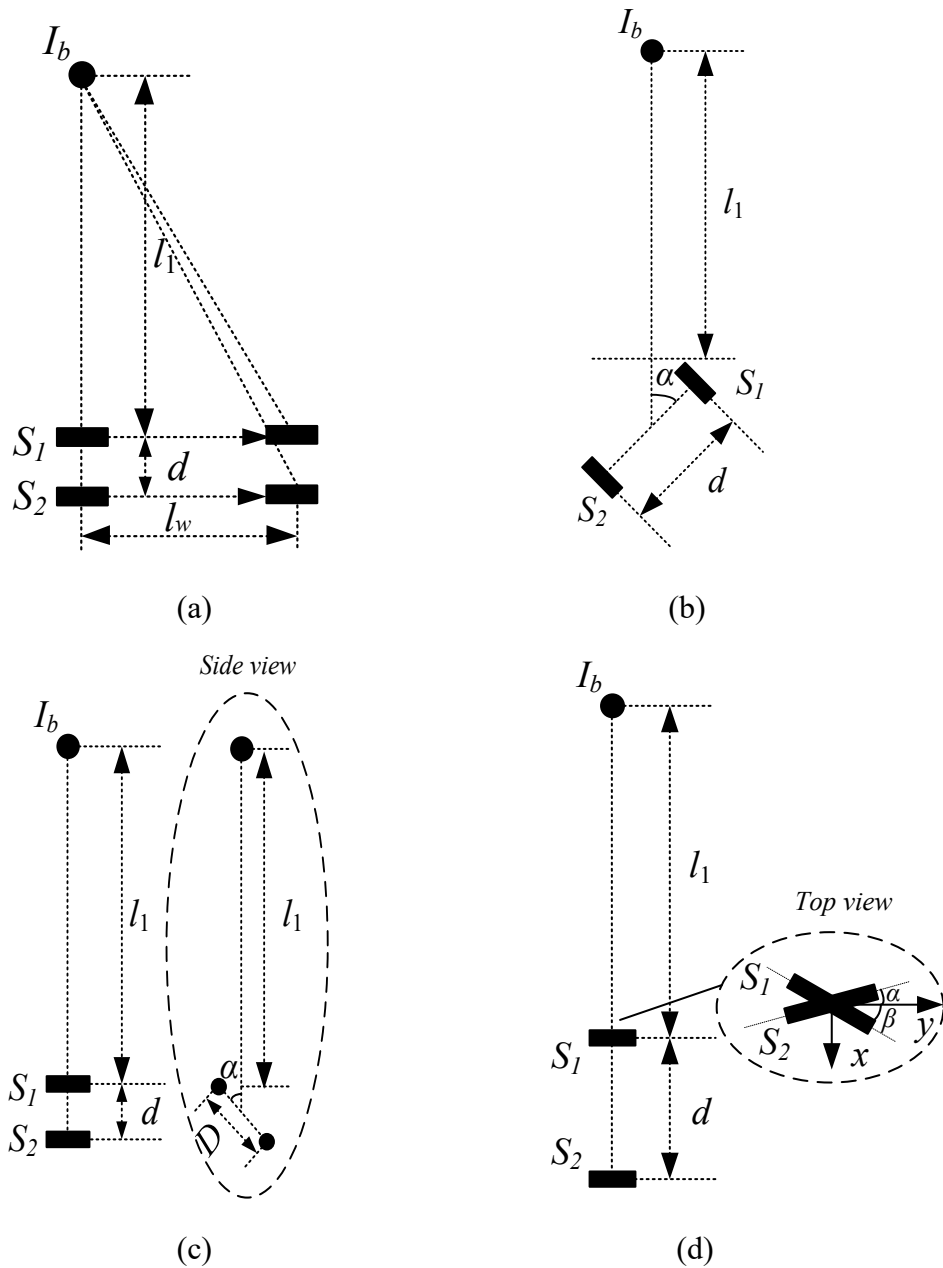 I_b
l_1
S_1
d
S_2
l_w
(a)
I_b
l_1
α
S_1
d
S_2
(b)
Side view
I_b
l_1
l_1
S_1
α
d
D
S_2
(c)
I_b
l_1
Top view
S_1
α
β
y
S_2
x
S_1
d
S_2
(d)